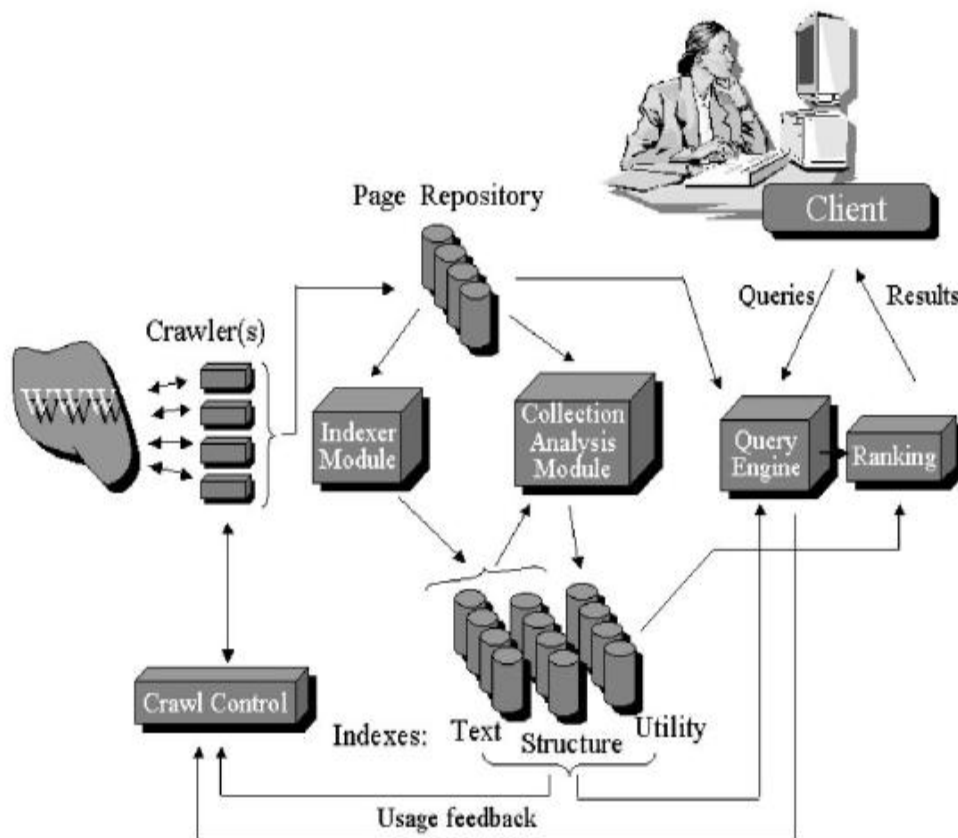 Page Repository
Client
Queries
Results
Crawler(s)
WWW
Indexer
Module
Collection
Analysis
Module
Query
Engine
Ranking
Crawl Control
Indexes:
Text
Structure
Utility
Usage feedback